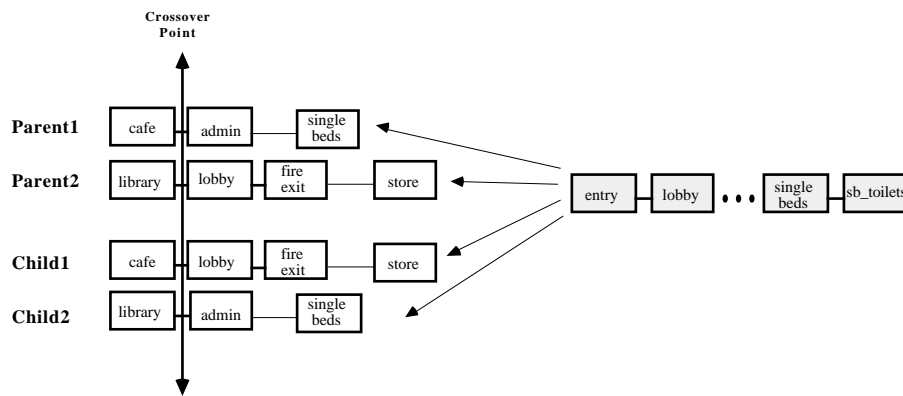 Crossover
Point
Parent1
cafe
admin
single
beds
Parent2
library
lobby
fire
exit
store
entry
lobby
single
beds
sb_toilets
Child1
cafe
lobby
fire
exit
store
Child2
library
admin
single
beds